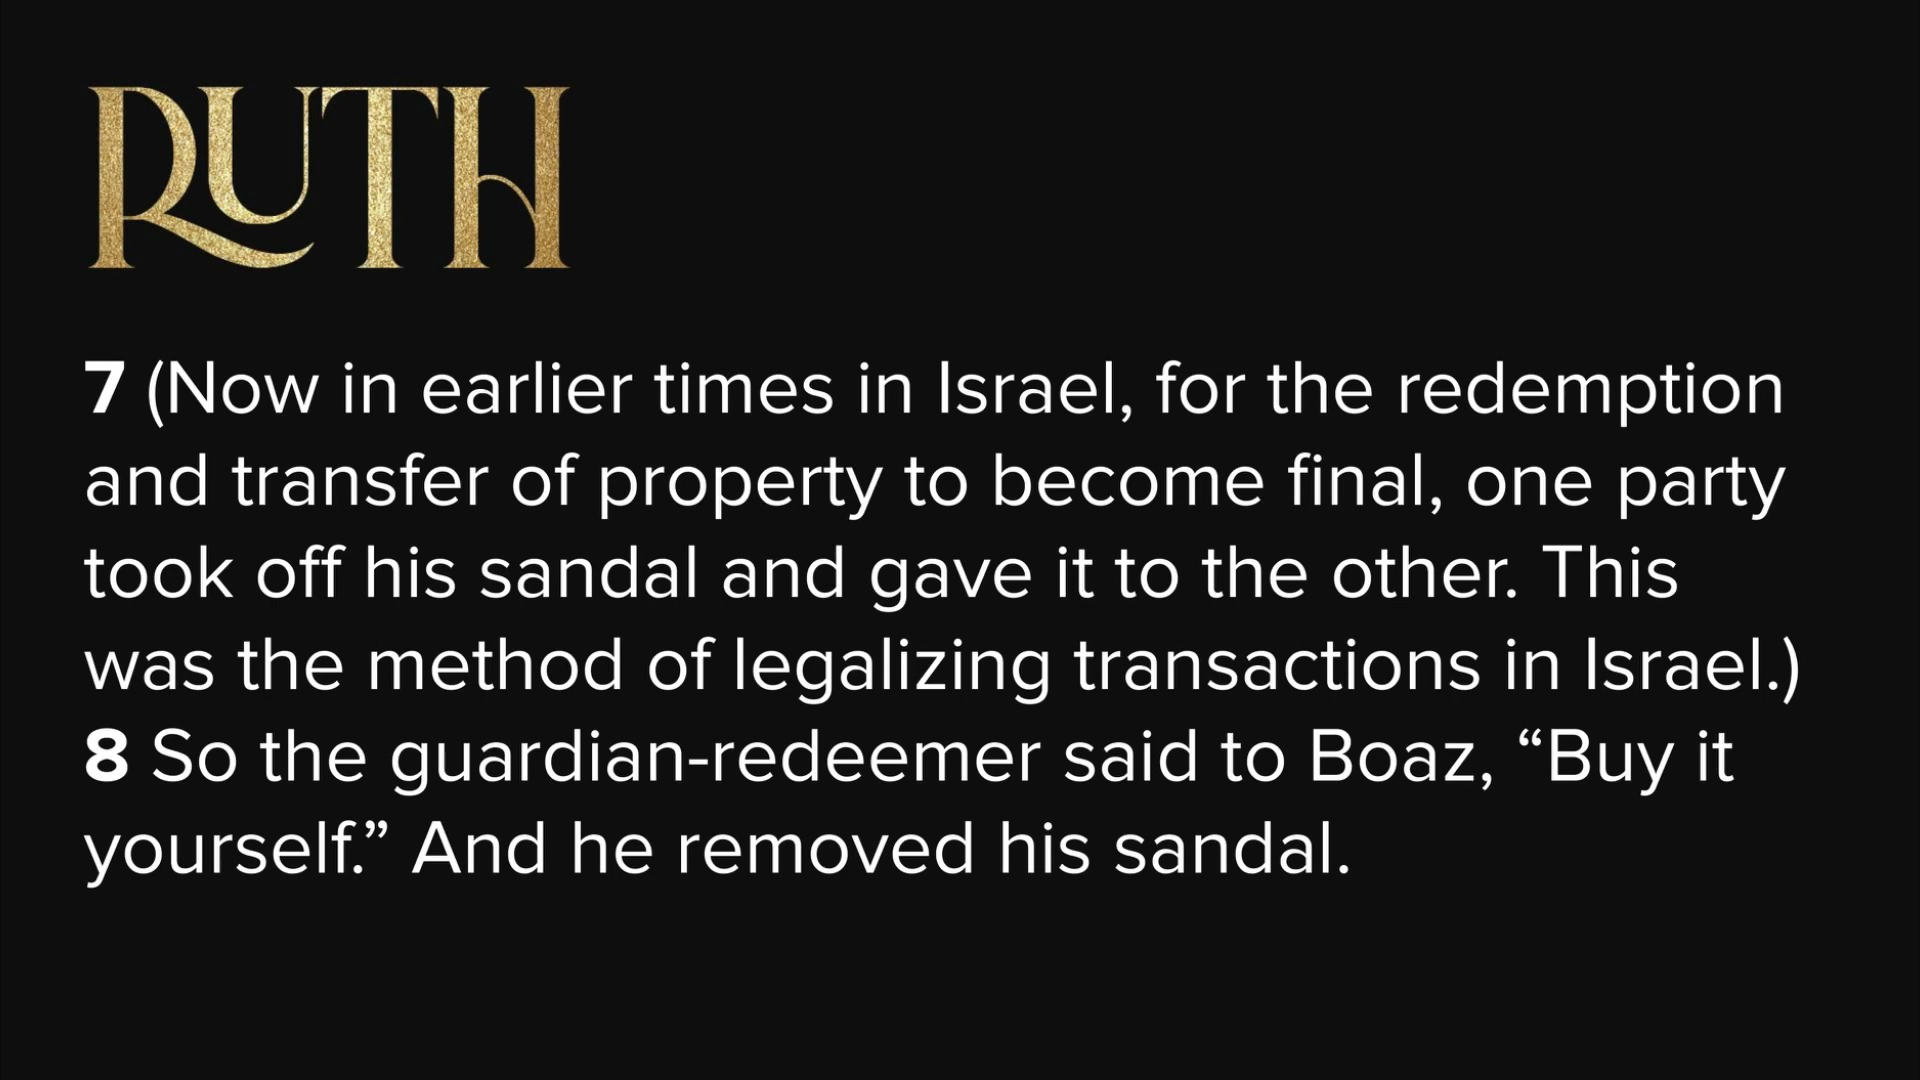 RUTH
7 (Now in earlier times in Israel, for the redemption
and transfer of property to become final, one party
took off his sandal and gave it to the other. This
was the method of legalizing transactions in Israel.)
8 So the guardian-redeemer said to Boaz, “Buy it
yourself.” And he removed his sandal.